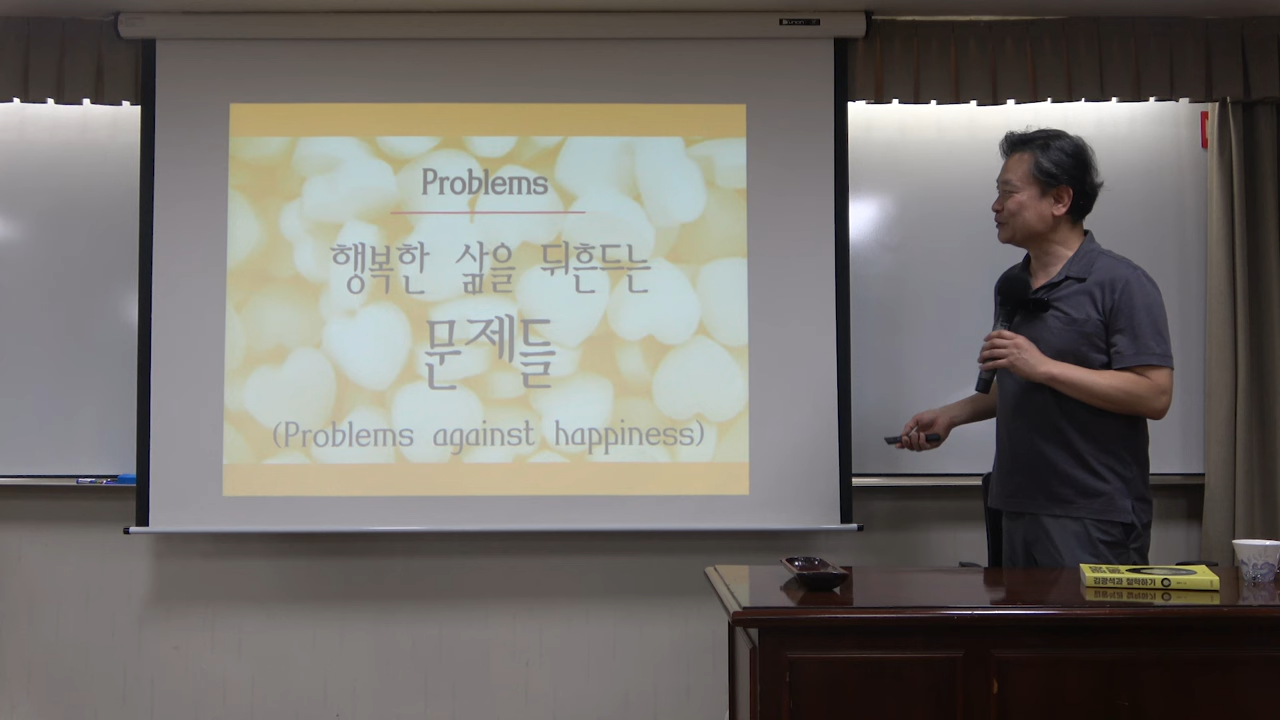 Problems
행복한 삶을 뒤흔드는
문제들
(Problems against happiness)
김광석과 철학하기